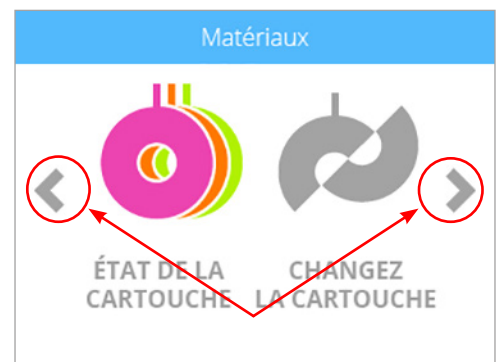 Matériaux
ÉTAT DE LA
CARTOUCHE
CHANGEZ
LA CARTOUCHE